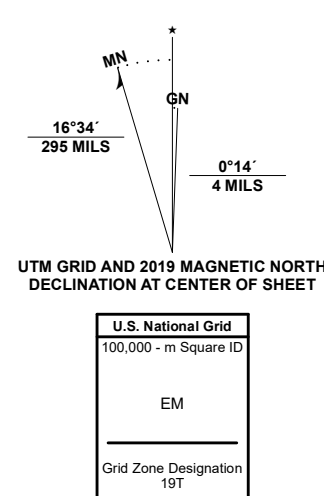 ★
MN
GN
16°34´
295 MILS
0°14´
4 MILS
UTM GRID AND 2019 MAGNETIC NORTH
DECLINATION AT CENTER OF SHEET
U.S. National Grid
100,000 - m Square ID
EM
Grid Zone Designation
19T